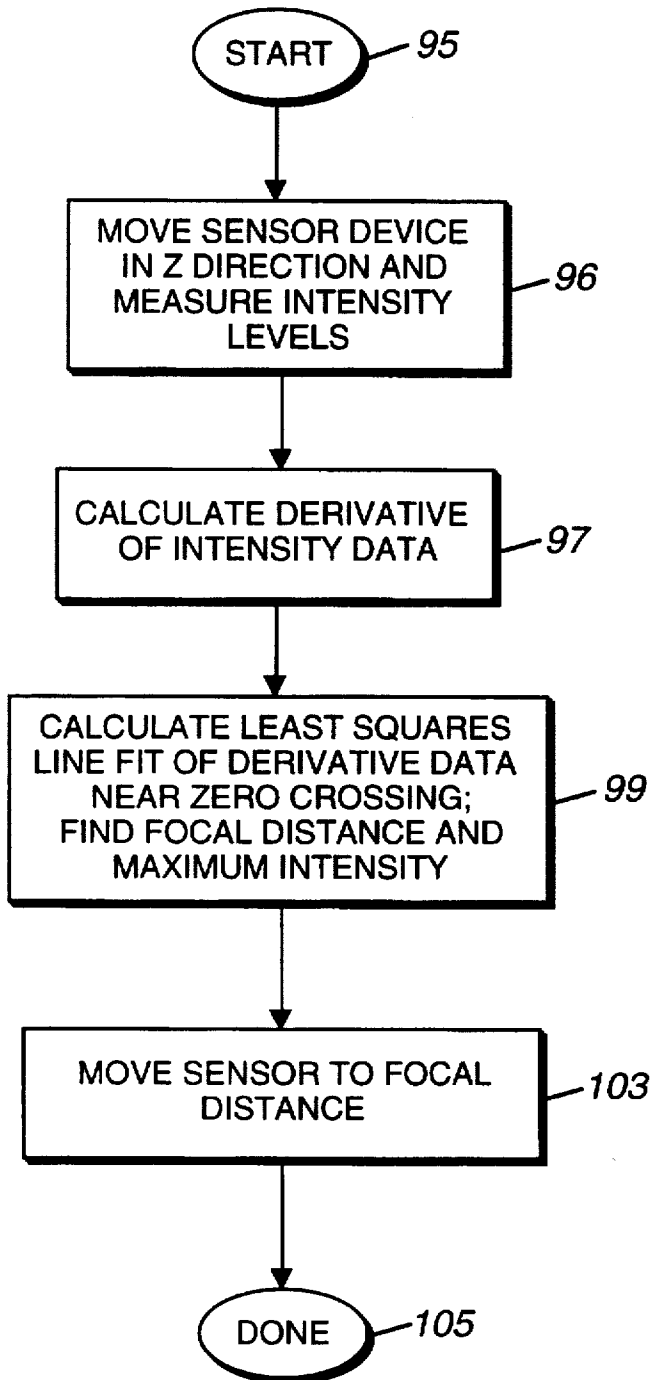 START
95
MOVE SENSOR DEVICE
IN Z DIRECTION AND
MEASURE INTENSITY
LEVELS
96
CALCULATE DERIVATIVE
OF INTENSITY DATA
97
CALCULATE LEAST SQUARES
LINE FIT OF DERIVATIVE DATA
NEAR ZERO CROSSING;
FIND FOCAL DISTANCE AND
MAXIMUM INTENSITY
99
MOVE SENSOR TO FOCAL
DISTANCE
103
DONE
105